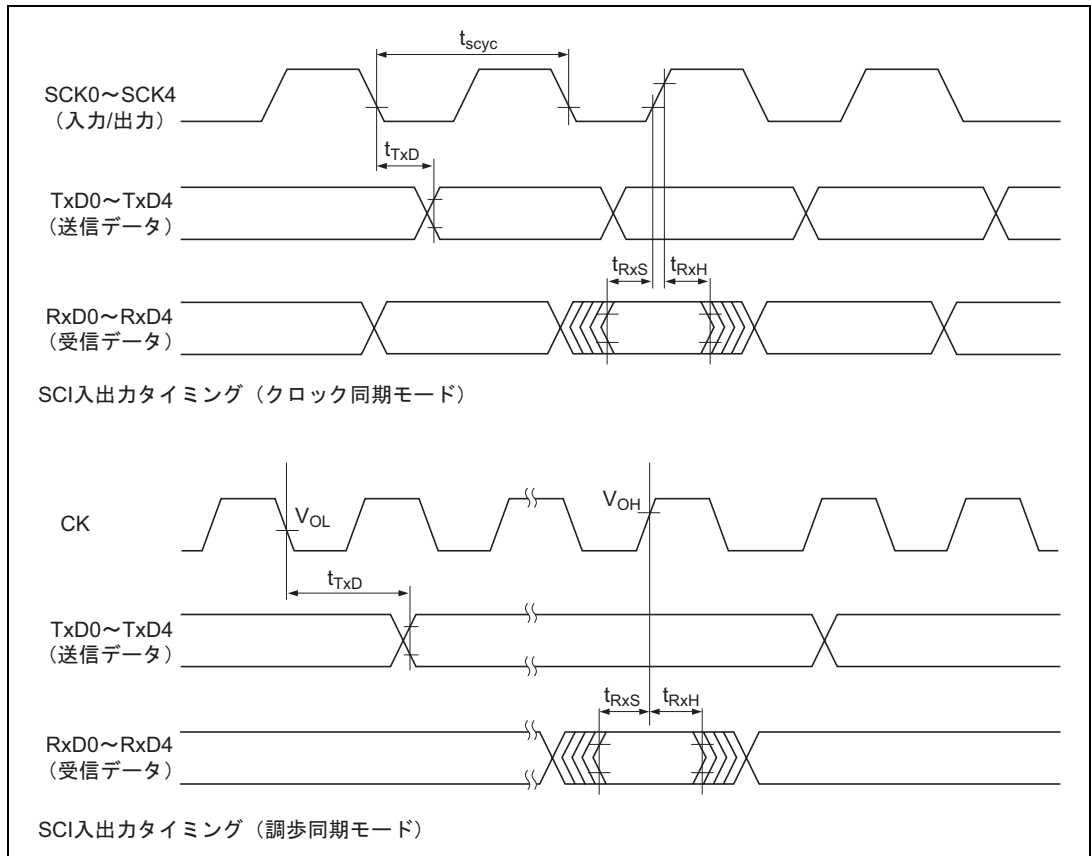 tscyc
SCK0～SCK4
（入力/出力）
tTxD
TxD0～TxD4
（送信データ）
tRxS
tRxH
RxD0～RxD4
（受信データ）
SCI入出力タイミング（クロック同期モード）
CK
VOL
VOH
tTxD
TxD0～TxD4
（送信データ）
tRxS
tRxH
RxD0～RxD4
（受信データ）
SCI入出力タイミング（調歩同期モード）